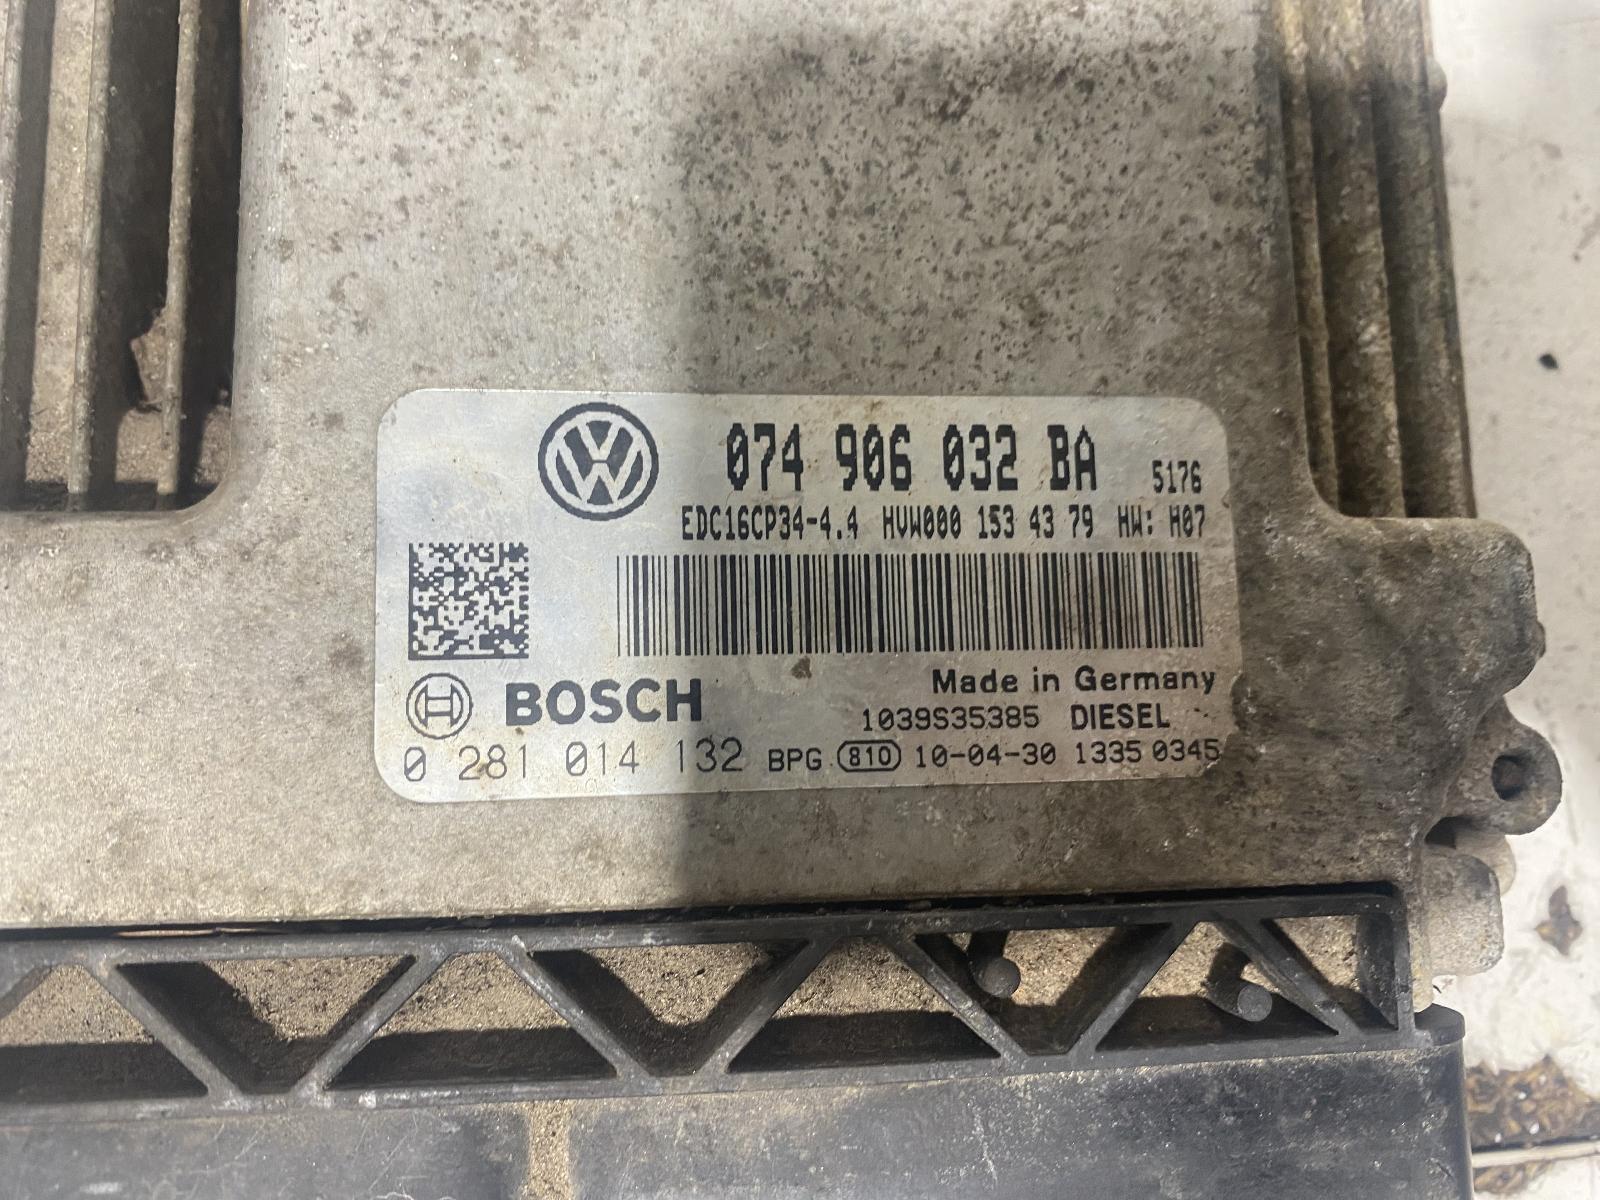 074 906 032 BA 5176
EDC16CP34-4.4 HVW000 153 43 79 HW: H07
BOSCH
Made in Germany
1039S35385 DIESEL
0 281 014 132 BPG 810 10-04-30 1335 0345